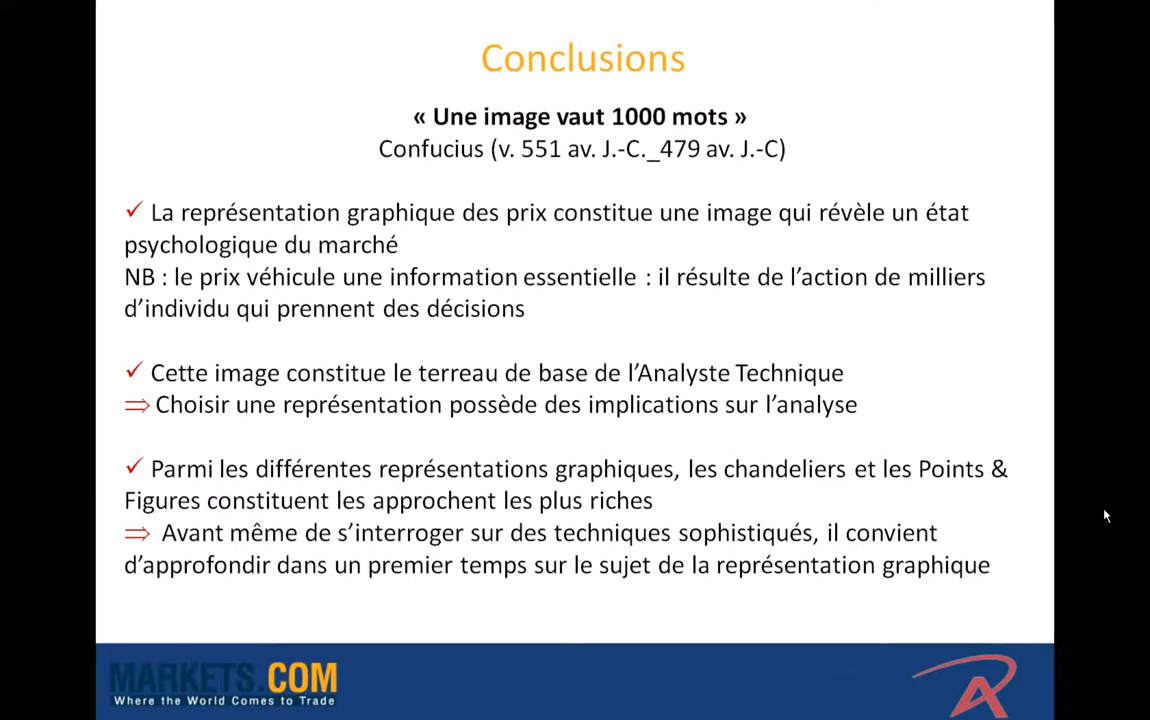 Conclusions
« Une image vaut 1000 mots »
Confucius (v. 551 av. J.-C._479 av. J.-C)
✓ La représentation graphique des prix constitue une image qui révèle un état
psychologique du marché
NB : le prix véhicule une information essentielle : il résulte de l’action de milliers
d’individu qui prennent des décisions
✓ Cette image constitue le terreau de base de l’Analyste Technique
⇒ Choisir une représentation possède des implications sur l’analyse
✓ Parmi les différentes représentations graphiques, les chandeliers et les Points &
Figures constituent les approchent les plus riches
⇒ Avant même de s’interroger sur des techniques sophistiqués, il convient
d’approfondir dans un premier temps sur le sujet de la représentation graphique
MARKETS.COM
Where the World Comes to Trade